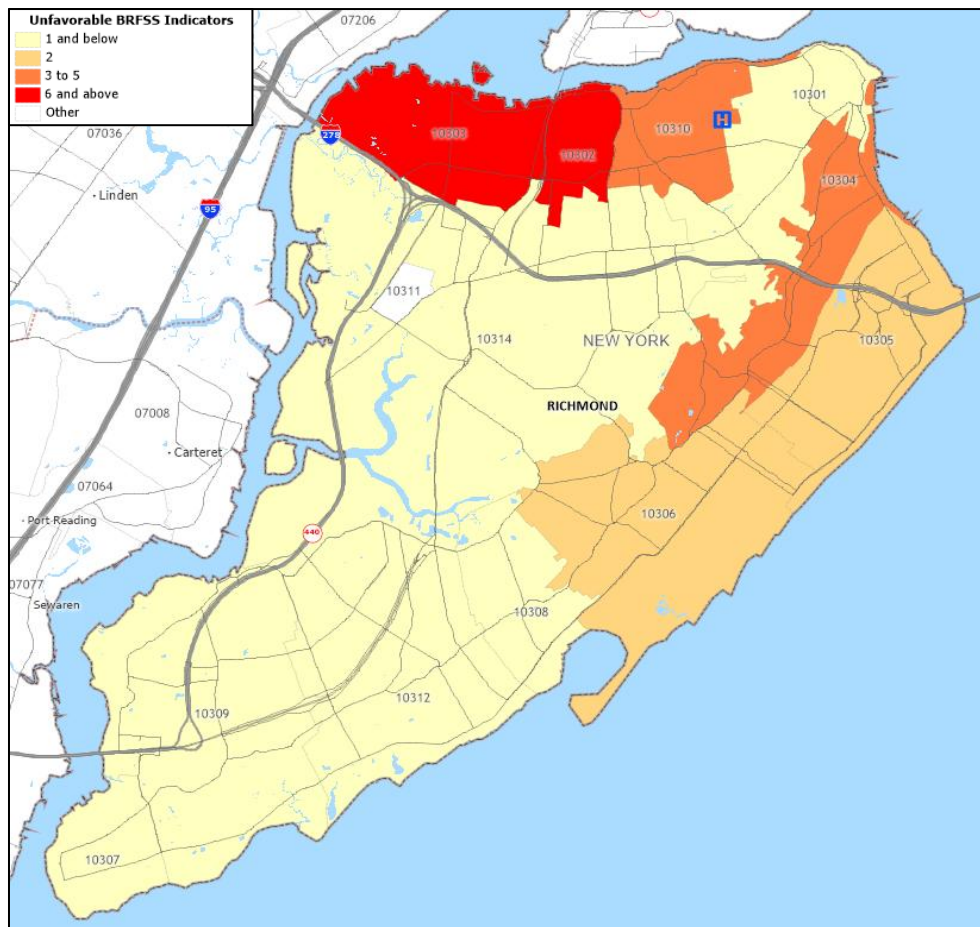 Unfavorable BRFSS Indicators
1 and below
2
3 to 5
6 and above
Other
07206
07036
Linden
95
278
10303
10302
10310
H
10301
10304
10311
10314
NEW YORK
10305
RICHMOND
07008
Carteret
07064
Port Reading
440
10306
07077
Sewaren
10308
10312
10309
10307